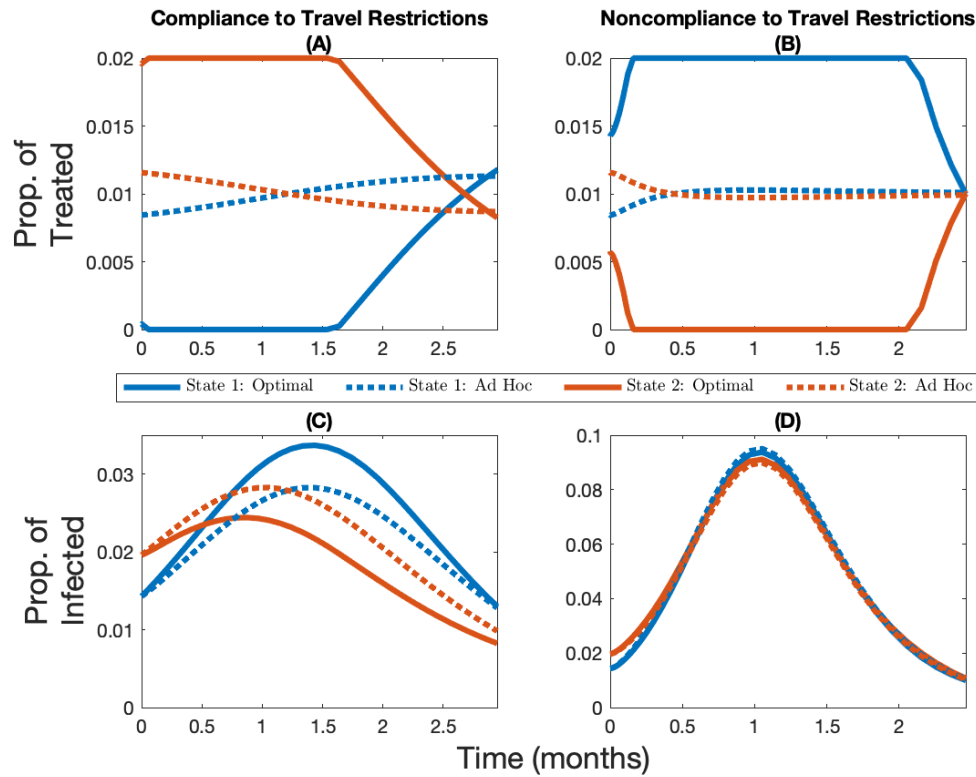 Compliance to Travel Restrictions
(A)
Noncompliance to Travel Restrictions
(B)
Prop. of
Treated
0.02
0.015
0.01
0.005
0
0 0.5 1 1.5 2 2.5
0.02
0.015
0.01
0.005
0
0 0.5 1 1.5 2
State 1: Optimal State 1: Ad Hoc State 2: Optimal State 2: Ad Hoc
(C)
(D)
Prop. of
Infected
0.03
0.02
0.01
0
0 0.5 1 1.5 2 2.5
0.1
0.08
0.06
0.04
0.02
0
0 0.5 1 1.5 2
Time (months)